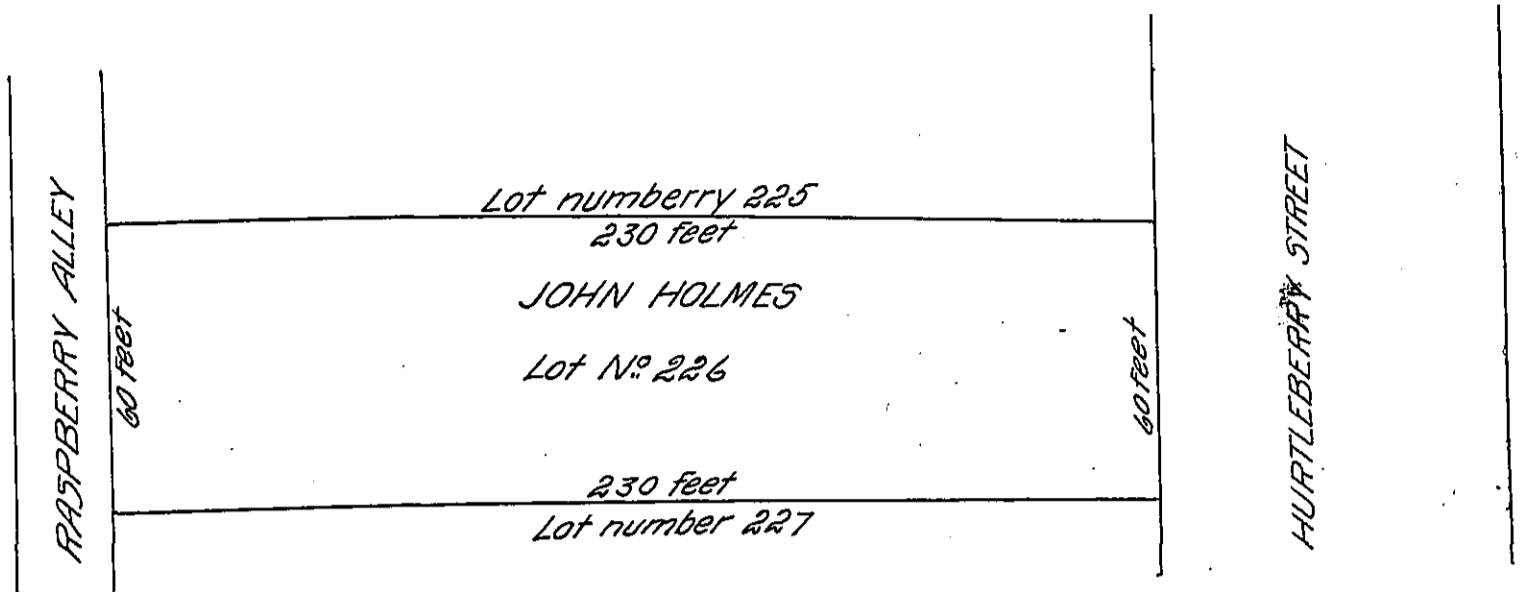 RASPBERRY ALLEY
Lot numberry 225
230 feet
JOHN HOLMES
Lot Nº 226
60 feet
60 feet
230 feet
Lot number 227
HURTLEBERRY STREET